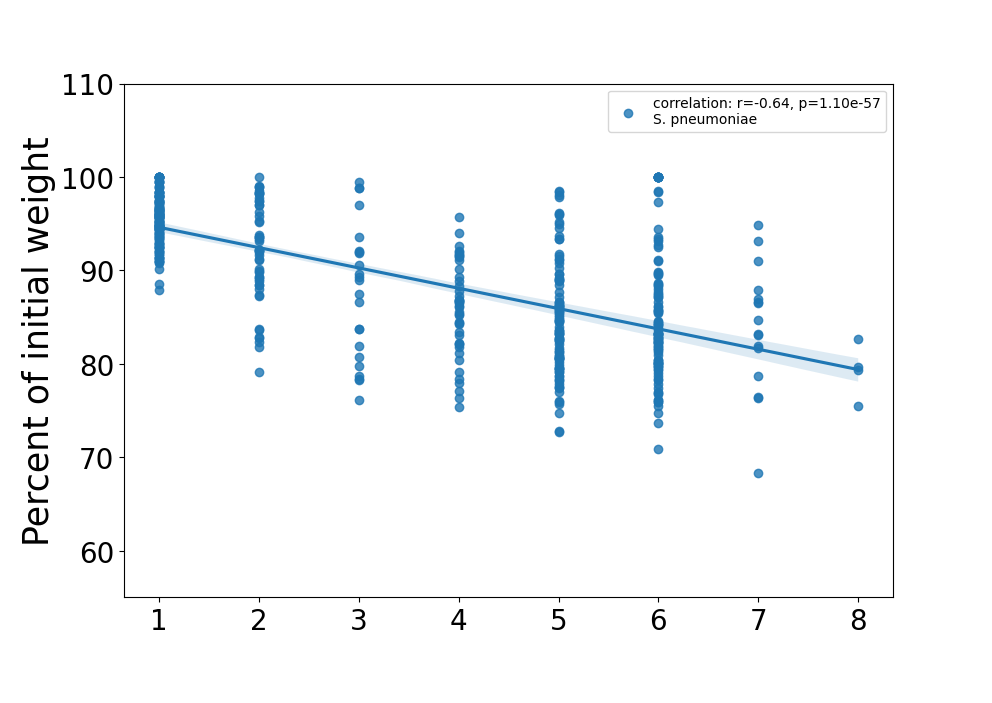 110
100
90
80
70
60
Percent of initial weight
correlation: r=-0.64, p=1.10e-57
S. pneumoniae
1 2 3 4 5 6 7 8